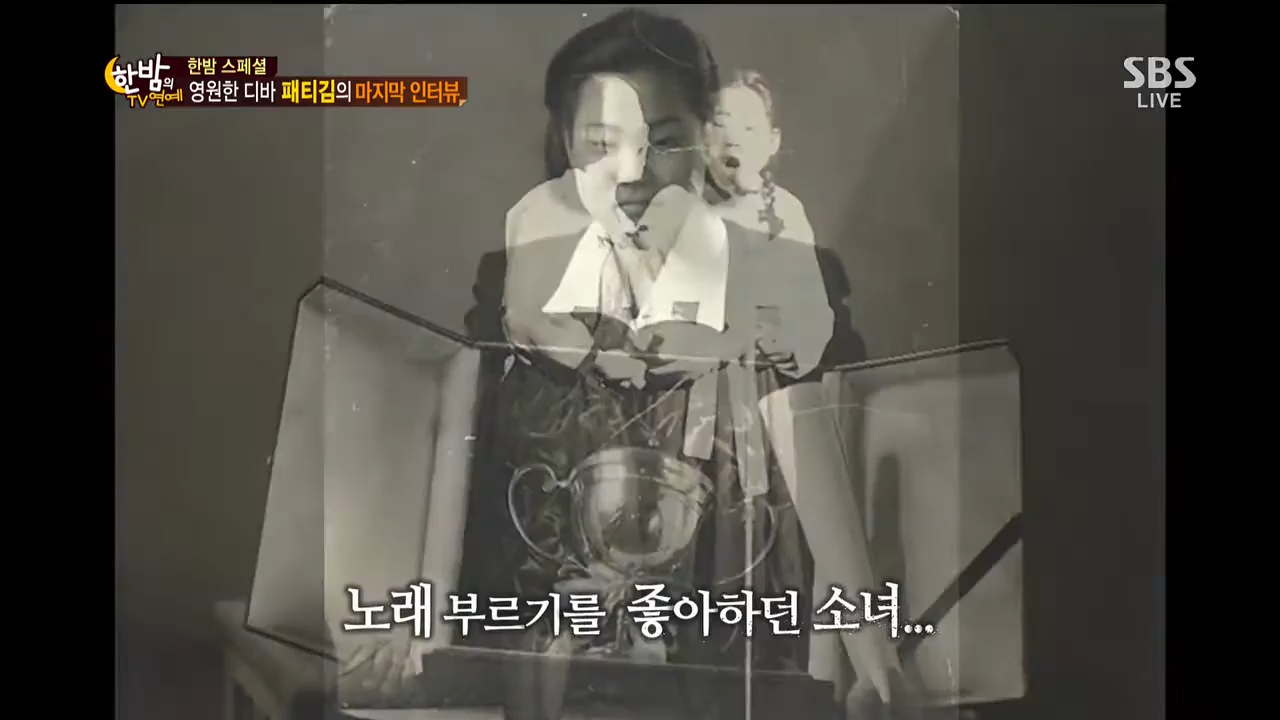 한밤의
TV연예
한밤 스페셜
영원한 디바 패티김의 마지막 인터뷰
SBS
LIVE
노래 부르기를 좋아하던 소녀...